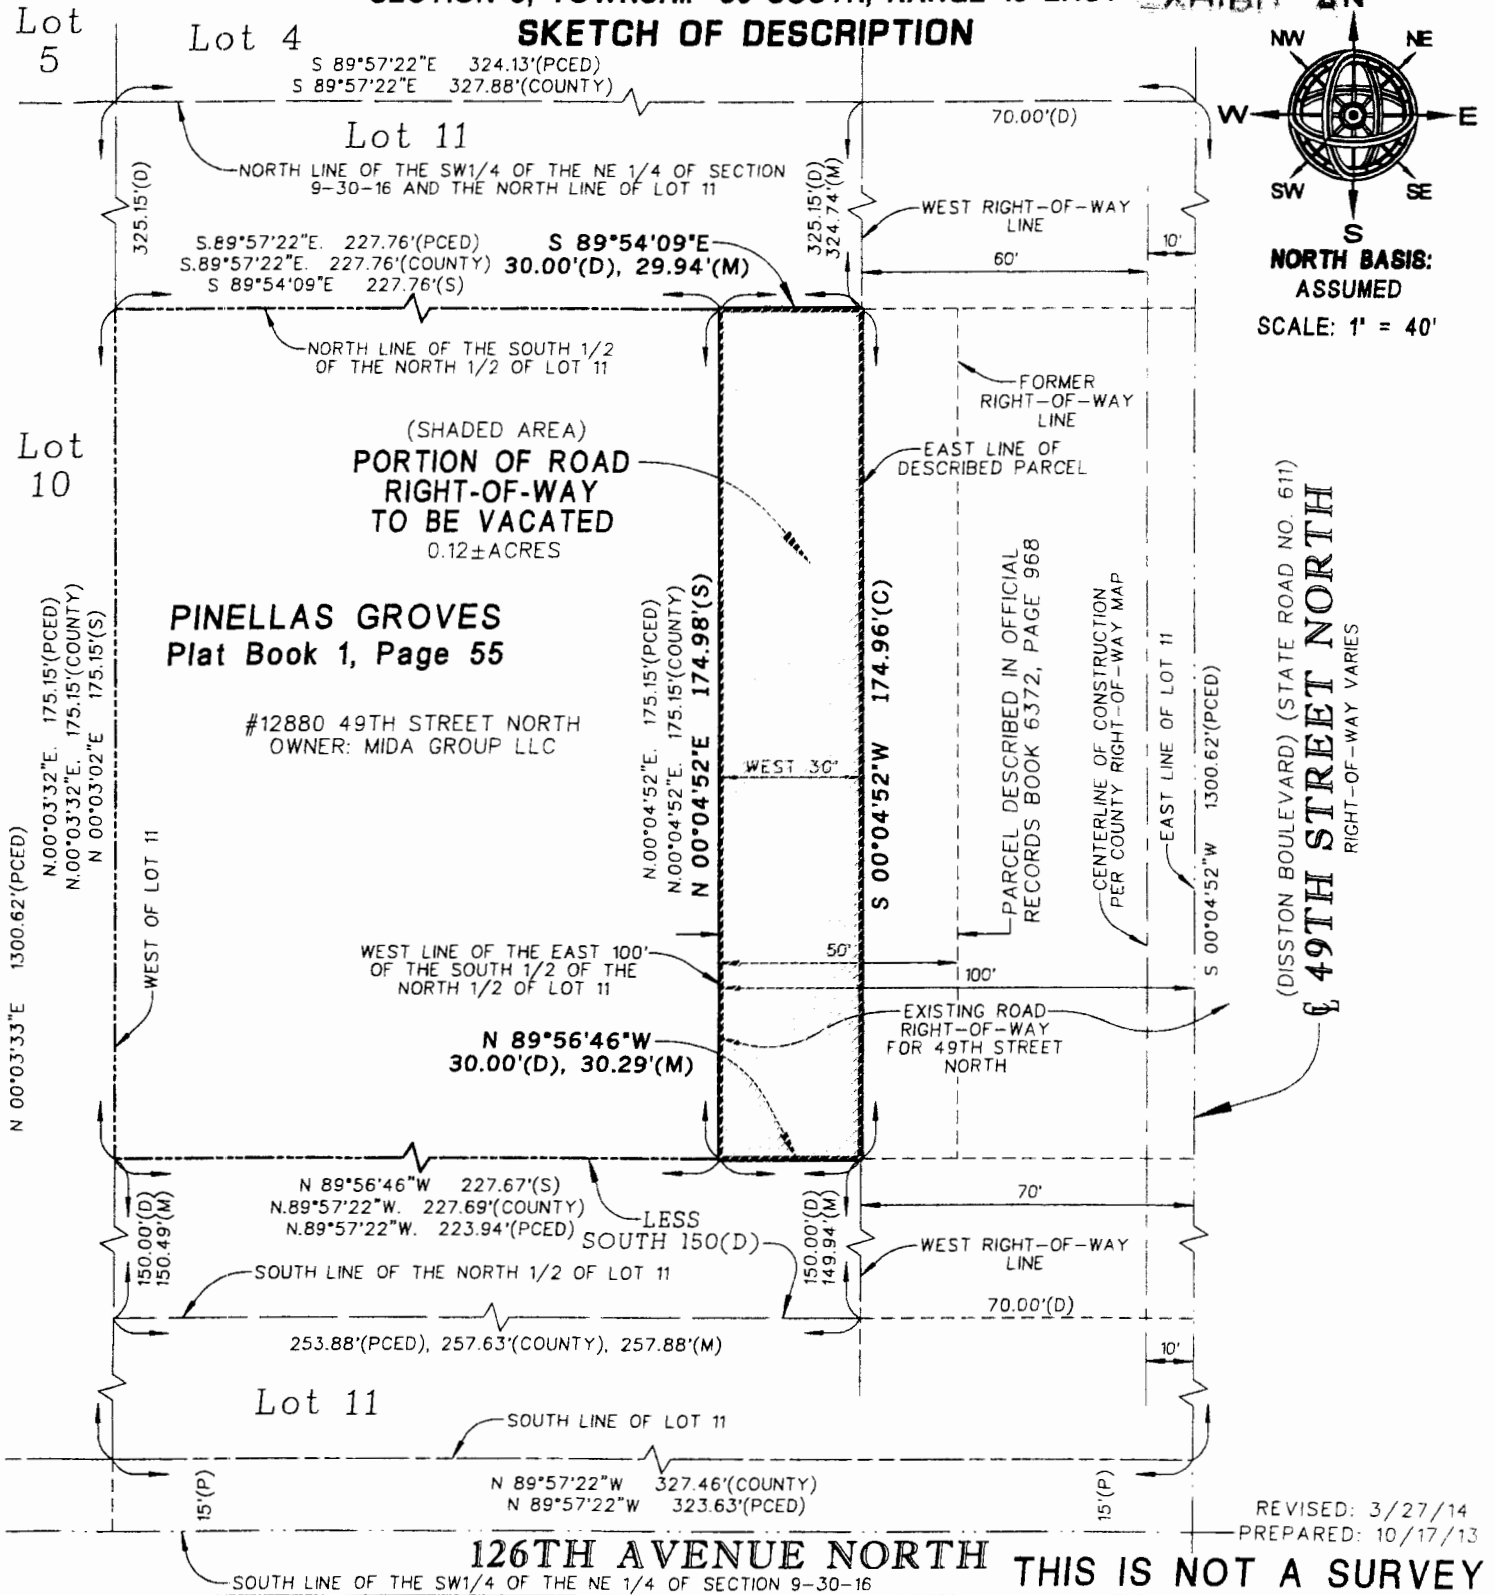 SKETCH OF DESCRIPTION
Lot
5
Lot 4
S 89°57'22"E 324.13'(PCED)
S 89°57'22"E 327.88'(COUNTY)
NW
NE
W
E
SW
SE
S
NORTH BASIS:
ASSUMED
SCALE: 1" = 40'
Lot 11
70.00'(D)
NORTH LINE OF THE SW1/4 OF THE NE 1/4 OF SECTION
9-30-16 AND THE NORTH LINE OF LOT 11
325.15'(D)
325.15'(D)
324.74'(M)
WEST RIGHT-OF-WAY
LINE
10'
60'
S.89°57'22"E. 227.76'(PCED)
S.89°57'22"E. 227.76'(COUNTY)
S 89°54'09"E 227.76'(S)
S 89°54'09"E
30.00'(D), 29.94'(M)
NORTH LINE OF THE SOUTH 1/2
OF THE NORTH 1/2 OF LOT 11
FORMER
RIGHT-OF-WAY
LINE
EAST LINE OF
DESCRIBED PARCEL
Lot
10
(SHADED AREA)
PORTION OF ROAD
RIGHT-OF-WAY
TO BE VACATED
0.12±ACRES
PINELLAS GROVES
Plat Book 1, Page 55
#12880 49TH STREET NORTH
OWNER: MIDA GROUP LLC
N 00°03'33"E 1300.62'(PCED)
N.00°03'32"E. 175.15'(PCED)
N.00°03'32"E. 175.15'(COUNTY)
N 00°03'02"E 175.15'(S)
WEST OF LOT 11
N.00°04'52"E. 175.15'(PCED)
N.00°04'52"E. 175.15'(COUNTY)
N 00°04'52"E 174.98'(S)
WEST 30'
S 00°04'52"W 174.96'(C)
PARCEL DESCRIBED IN OFFICIAL
RECORDS BOOK 6372, PAGE 968
CENTERLINE OF CONSTRUCTION
PER COUNTY RIGHT-OF-WAY MAP
EAST LINE OF LOT 11
S 00°04'52"W 1300.62'(PCED)
(DISSTON BOULEVARD) (STATE ROAD NO. 611)
℄ 49TH STREET NORTH
RIGHT-OF-WAY VARIES
WEST LINE OF THE EAST 100'
OF THE SOUTH 1/2 OF THE
NORTH 1/2 OF LOT 11
50'
100'
EXISTING ROAD
RIGHT-OF-WAY
FOR 49TH STREET
NORTH
N 89°56'46"W
30.00'(D), 30.29'(M)
N 89°56'46"W 227.67'(S)
N.89°57'22"W. 227.69'(COUNTY)
N.89°57'22"W. 223.94'(PCED)
LESS
SOUTH 150(D)
150.00'(D)
150.49'(M)
150.00'(D)
149.94'(M)
70'
WEST RIGHT-OF-WAY
LINE
SOUTH LINE OF THE NORTH 1/2 OF LOT 11
70.00'(D)
253.88'(PCED), 257.63'(COUNTY), 257.88'(M)
10'
Lot 11
SOUTH LINE OF LOT 11
N 89°57'22"W 327.46'(COUNTY)
N 89°57'22"W 323.63'(PCED)
15'(P)
15'(P)
REVISED: 3/27/14
PREPARED: 10/17/13
126TH AVENUE NORTH
THIS IS NOT A SURVEY
SOUTH LINE OF THE SW1/4 OF THE NE 1/4 OF SECTION 9-30-16